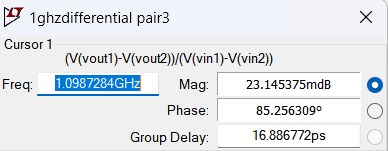 1ghzdifferential pair3
Cursor 1
(V(vout1)-V(vout2))/(V(vin1)-V(vin2))
Freq: 1.0987284GHz Mag: 23.145375mdB
Phase: 85.256309º
Group Delay: 16.886772ps